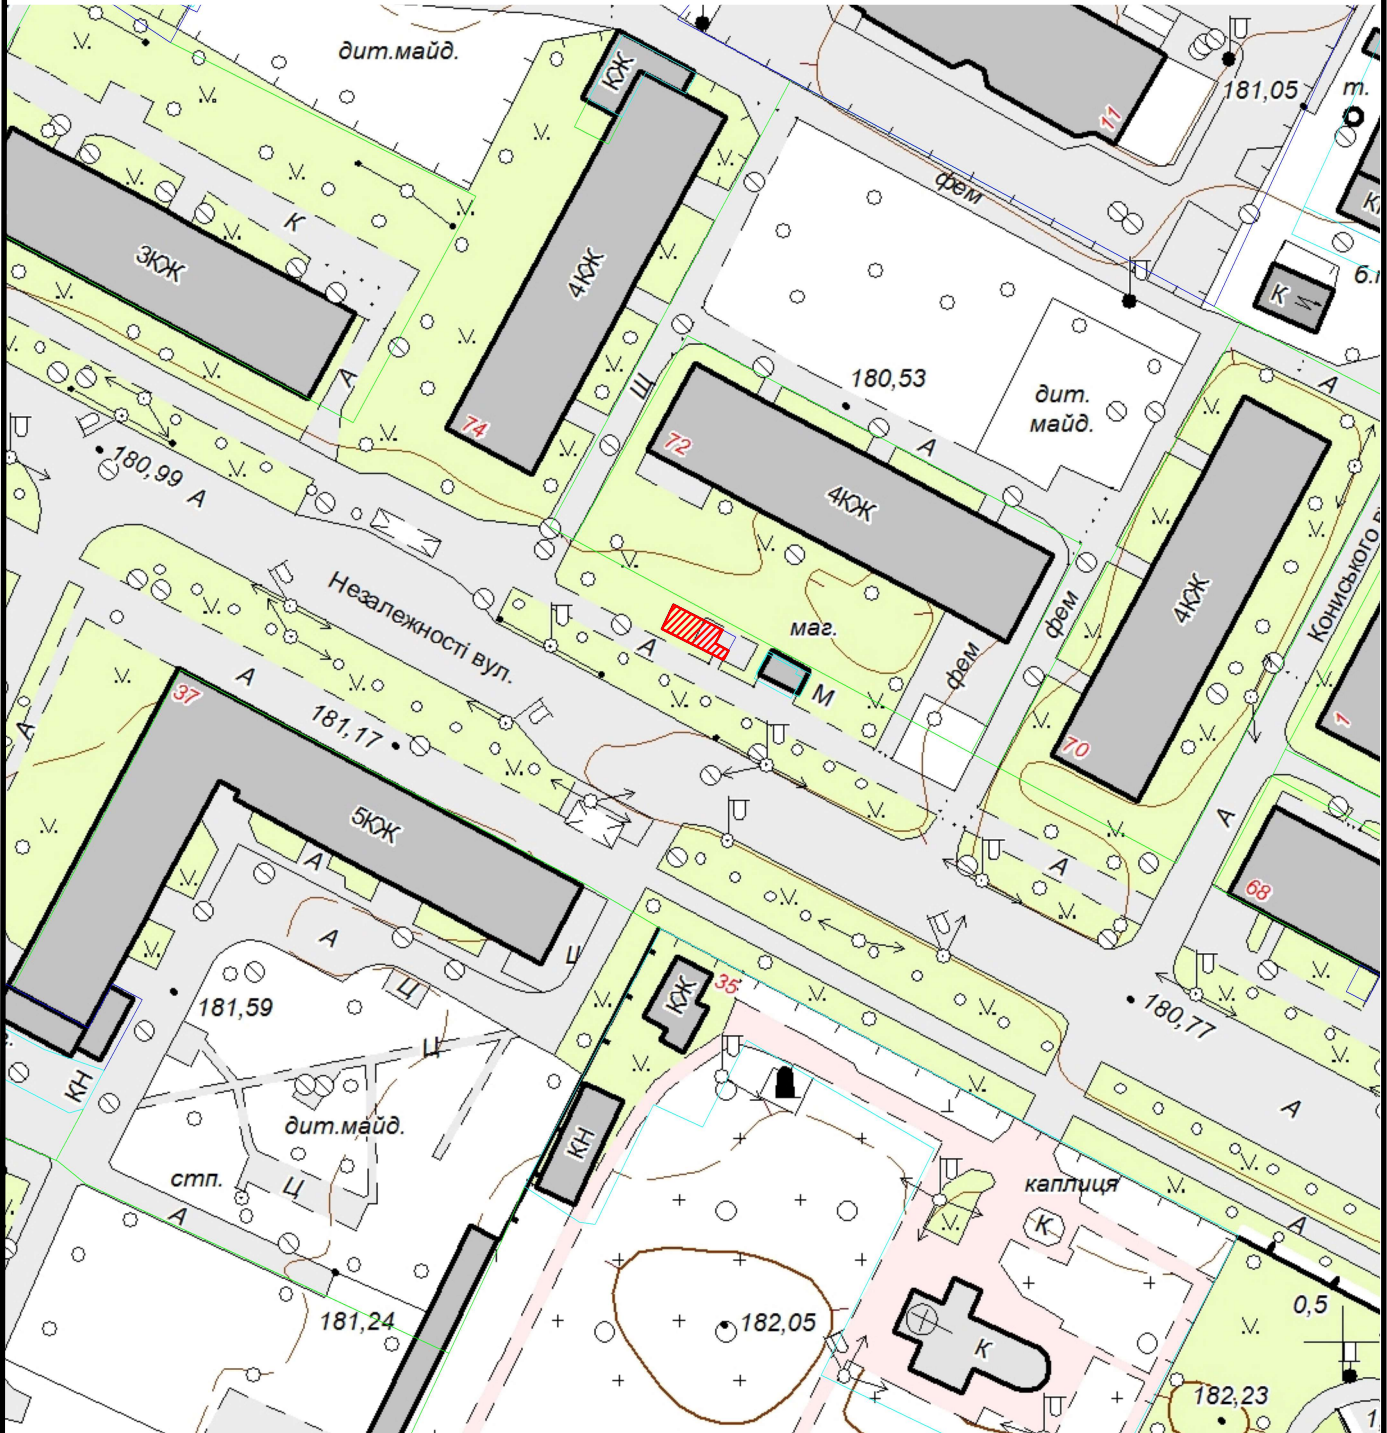 дит.майд.
КЖ
11
181,05
т.
фем
К
3КЖ
4КЖ
К
А
Щ
180,53
дит.
майд.
А
74
72
180,99
А
А
4КЖ
4КЖ
Незалежності вул.
фем
фем
маг.
А
М
Кониського
37
А
А
181,17
70
1
5КЖ
А
А
А
68
А
Ц
КЖ
35
181,59
Ц
Ц
180,77
КН
А
дит.майд.
КН
стп.
Ц
каплиця
А
К
А
0,5
181,24
182,05
К
182,23